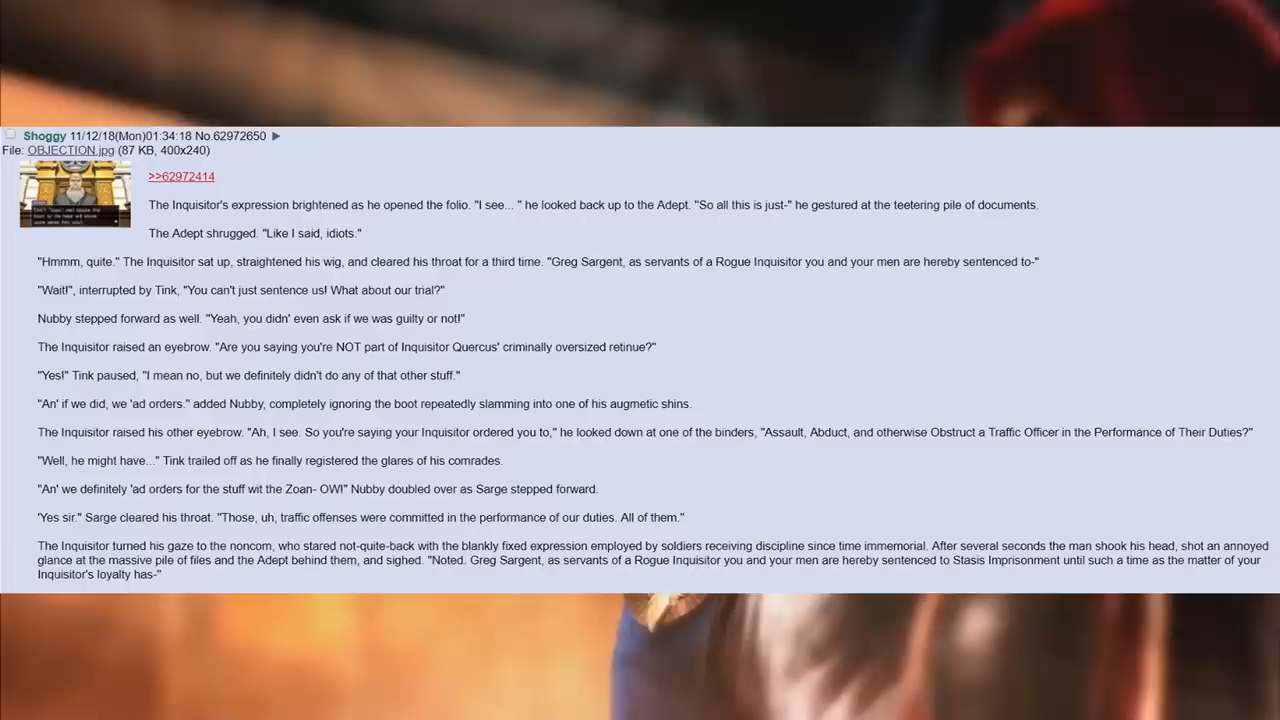 Shoggy 11/12/18(Mon)01:34:18 No.62972650 ▶
File: OBJECTION.jpg (87 KB, 400x240)
>>62972414
The Inquisitor's expression brightened as he opened the folio. "I see... " he looked back up to the Adept. "So all this is just-" he gestured at the teetering pile of documents.
The Adept shrugged. "Like I said, idiots."
"Hmmm, quite." The Inquisitor sat up, straightened his wig, and cleared his throat for a third time. "Greg Sargent, as servants of a Rogue Inquisitor you and your men are hereby sentenced to-"
"Wait!", interrupted by Tink, "You can't just sentence us! What about our trial?"
Nubby stepped forward as well. "Yeah, you didn' even ask if we was guilty or not!"
The Inquisitor raised an eyebrow. "Are you saying you're NOT part of Inquisitor Quercus' criminally oversized retinue?"
"Yes!" Tink paused, "I mean no, but we definitely didn't do any of that other stuff."
"An' if we did, we 'ad orders." added Nubby, completely ignoring the boot repeatedly slamming into one of his augmetic shins.
The Inquisitor raised his other eyebrow. "Ah, I see. So you're saying your Inquisitor ordered you to," he looked down at one of the binders, "Assault, Abduct, and otherwise Obstruct a Traffic Officer in the Performance of Their Duties?"
"Well, he might have..." Tink trailed off as he finally registered the glares of his comrades.
"An' we definitely 'ad orders for the stuff wit the Zoan- OW!" Nubby doubled over as Sarge stepped forward.
'Yes sir." Sarge cleared his throat. "Those, uh, traffic offenses were committed in the performance of our duties. All of them."
The Inquisitor turned his gaze to the noncom, who stared not-quite-back with the blankly fixed expression employed by soldiers receiving discipline since time immemorial. After several seconds the man shook his head, shot an annoyed
glance at the massive pile of files and the Adept behind them, and sighed. "Noted. Greg Sargent, as servants of a Rogue Inquisitor you and your men are hereby sentenced to Stasis Imprisonment until such a time as the matter of your
Inquisitor's loyalty has-"